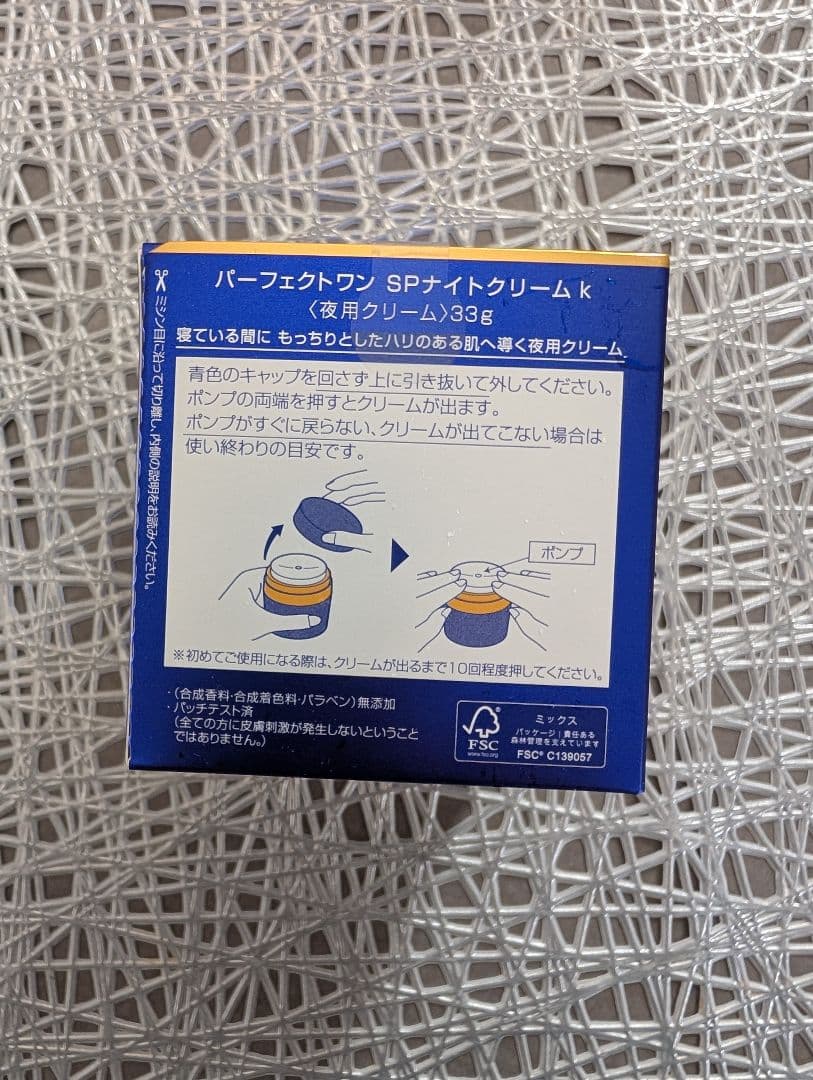 パーフェクトワン SPナイトクリーム k
〈夜用クリーム〉33g
寝ている間に もっちりとしたハリのある肌へ導く夜用クリーム
ミシン目に沿って切り離し、内側の説明をお読みください。
青色のキャップを回さず上に引き抜いて外してください。
ポンプの両端を押すとクリームが出ます。
ポンプがすぐに戻らない、クリームが出てこない場合は
使い終わりの目安です。
ポンプ
※初めてご使用になる際は、クリームが出るまで10回程度押してください。
・(合成香料・合成着色料・パラベン)無添加
・パッチテスト済
(全ての方に皮膚刺激が発生しないということ
ではありません。)
FSC
www.fsc.org
ミックス
パッケージ|責任ある
森林管理を支えています
FSC® C139057